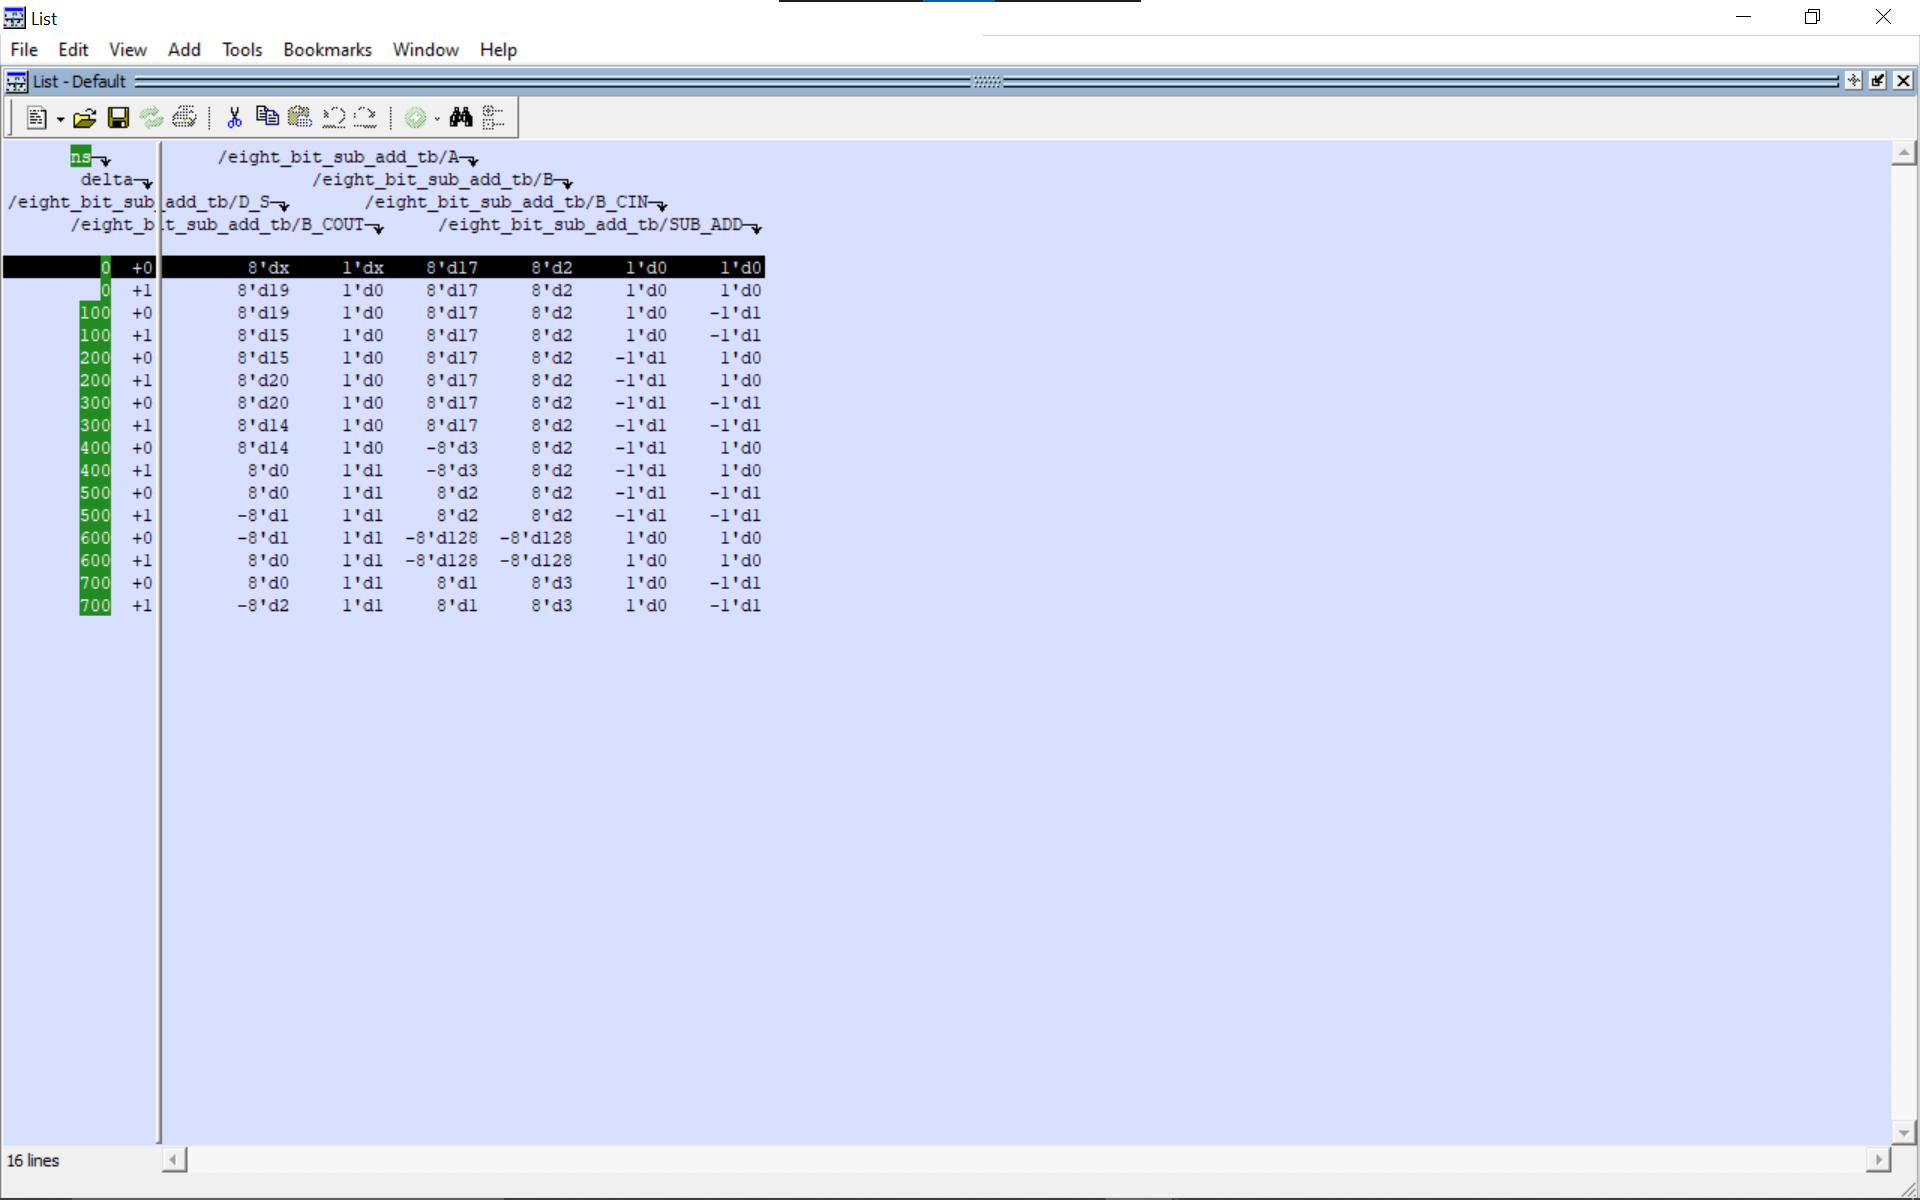 List
File Edit View Add Tools Bookmarks Window Help
List - Default
ns /eight_bit_sub_add_tb/A
delta /eight_bit_sub_add_tb/B
/eight_bit_sub_add_tb/D_S /eight_bit_sub_add_tb/B_CIN
/eight_bit_sub_add_tb/B_COUT /eight_bit_sub_add_tb/SUB_ADD
0 +0 8'dx 1'dx 8'd17 8'd2 1'd0 1'd0
0 +1 8'd19 1'd0 8'd17 8'd2 1'd0 1'd0
100 +0 8'd19 1'd0 8'd17 8'd2 1'd0 -1'd1
100 +1 8'd15 1'd0 8'd17 8'd2 1'd0 -1'd1
200 +0 8'd15 1'd0 8'd17 8'd2 -1'd1 1'd0
200 +1 8'd20 1'd0 8'd17 8'd2 -1'd1 1'd0
300 +0 8'd20 1'd0 8'd17 8'd2 -1'd1 -1'd1
300 +1 8'd14 1'd0 8'd17 8'd2 -1'd1 -1'd1
400 +0 8'd14 1'd0 -8'd3 8'd2 -1'd1 1'd0
400 +1 8'd0 1'd1 -8'd3 8'd2 -1'd1 1'd0
500 +0 8'd0 1'd1 8'd2 8'd2 -1'd1 -1'd1
500 +1 -8'd1 1'd1 8'd2 8'd2 -1'd1 -1'd1
600 +0 -8'd1 1'd1 -8'd128 -8'd128 1'd0 1'd0
600 +1 8'd0 1'd1 -8'd128 -8'd128 1'd0 1'd0
700 +0 8'd0 1'd1 8'd1 8'd3 1'd0 -1'd1
700 +1 -8'd2 1'd1 8'd1 8'd3 1'd0 -1'd1
16 lines